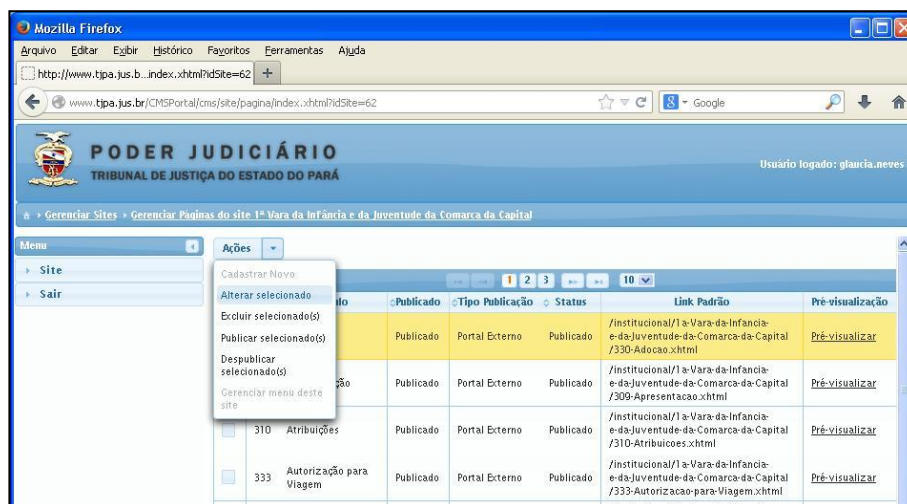 Mozilla Firefox
Arquivo Editar Exibir Histórico Favoritos Ferramentas Ajuda
http://www.tjpa.jus.b...index.xhtml?idSite=62 +
www.tjpa.jus.br/CMSPortal/cms/site/pagina/index.xhtml?idSite=62
Google
PODER JUDICIÁRIO
TRIBUNAL DE JUSTIÇA DO ESTADO DO PARÁ
Usuário logado: glaucia.neves
Gerenciar Sites Gerenciar Páginas do site 1ª Vara da Infância e da Juventude da Comarca da Capital
Menu
Site
Sair
Ações
Cadastrar Novo
Alterar selecionado
Excluir selecionado(s)
Publicar selecionado(s)
Despublicar
selecionado(s)
Gerenciar menu deste
site
1 2 3 10
Publicado Tipo Publicação Status Link Padrão Pré-visualização
Publicado Portal Externo Publicado
/institucional/1a-Vara-da-Infancia-
e-da-Juventude-da-Comarca-da-Capital
/330-Adocao.xhtml
Pré-visualizar
Publicado Portal Externo Publicado
/institucional/1a-Vara-da-Infancia-
e-da-Juventude-da-Comarca-da-Capital
/309-Apresentacao.xhtml
Pré-visualizar
310 Atribuições Publicado Portal Externo Publicado
/institucional/1a-Vara-da-Infancia-
e-da-Juventude-da-Comarca-da-Capital
/310-Atribuicoes.xhtml
Pré-visualizar
333 Autorização para
Viagem
Publicado Portal Externo Publicado
/institucional/1a-Vara-da-Infancia-
e-da-Juventude-da-Comarca-da-Capital
/333-Autorizacao-para-Viagem.xhtml
Pré-visualizar